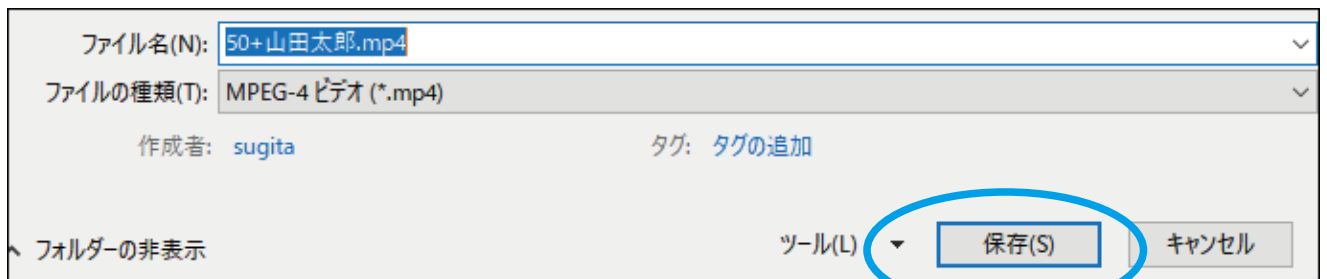 ファイル名(N): 50+山田太郎.mp4
ファイルの種類(T): MPEG-4 ビデオ (*.mp4)
作成者: sugita タグ: タグの追加
フォルダーの非表示 ツール(L) 保存(S) キャンセル